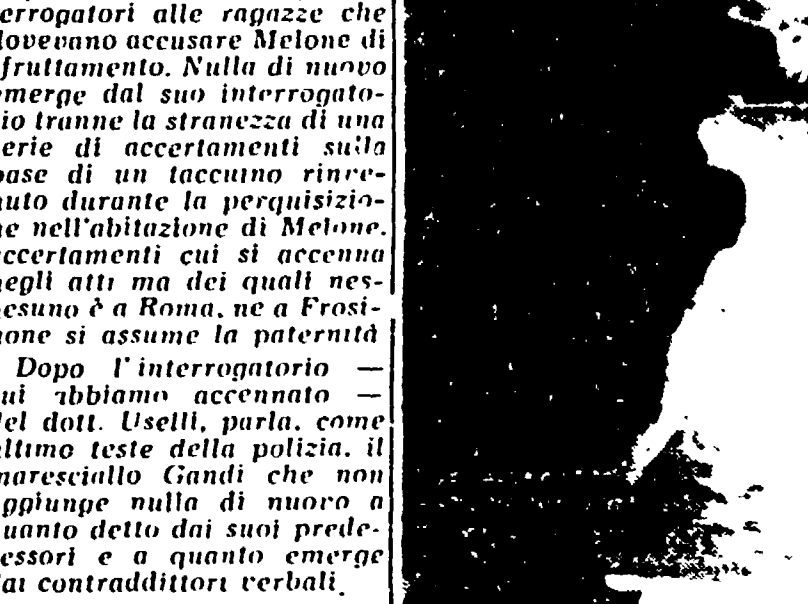 errogatori alle ragazze che
dovevano accusare Melone di
fruttamento. Nulla di nuovo
emerge dal suo interrogato-
io tranne la stranezza di una
erie di accertamenti sulla
base di un taccuino rinve-
nuto durante la perquisizio-
ne nell'abitazione di Melone.
accertamenti cui si accenna
negli atti ma dei quali nes-
esuno è a Roma, ne a Frosi-
none si assume la paternità
Dopo l'interrogatorio —
ui abbiamo accennato —
del dott. Uselli, parla, come
ultimo teste della polizia, il
maresciallo Gandi che non
aggiunge nulla di nuovo a
quanto detto dai suoi prede-
essori e a quanto emerge
dai contraddittori verbali.